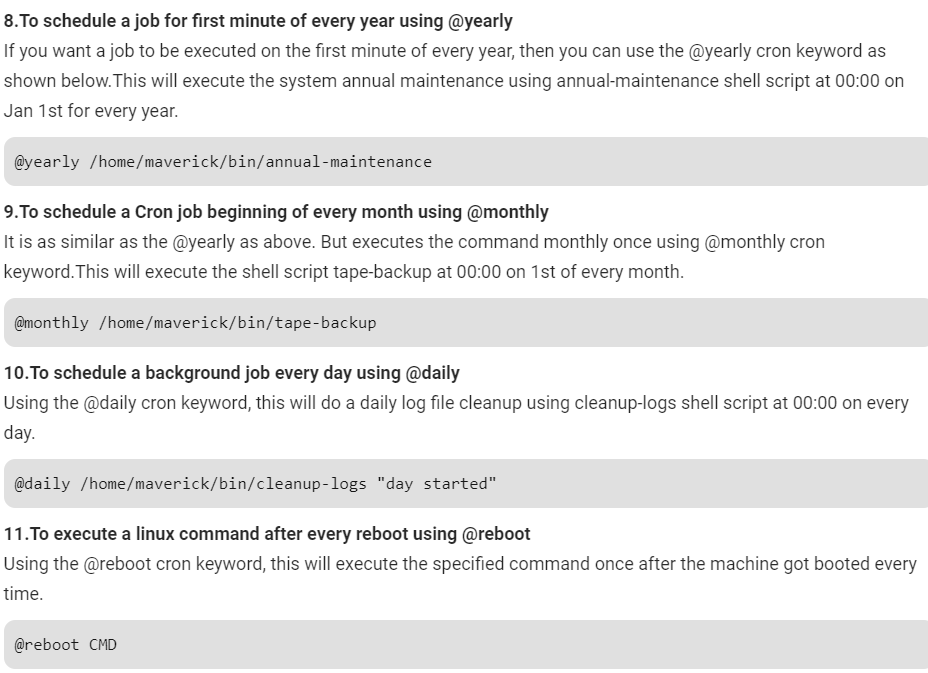 8.To schedule a job for first minute of every year using @yearly
If you want a job to be executed on the first minute of every year, then you can use the @yearly cron keyword as
shown below.This will execute the system annual maintenance using annual-maintenance shell script at 00:00 on
Jan 1st for every year.
@yearly /home/maverick/bin/annual-maintenance
9.To schedule a Cron job beginning of every month using @monthly
It is as similar as the @yearly as above. But executes the command monthly once using @monthly cron
keyword.This will execute the shell script tape-backup at 00:00 on 1st of every month.
@monthly /home/maverick/bin/tape-backup
10.To schedule a background job every day using @daily
Using the @daily cron keyword, this will do a daily log file cleanup using cleanup-logs shell script at 00:00 on every
day.
@daily /home/maverick/bin/cleanup-logs "day started"
11.To execute a linux command after every reboot using @reboot
Using the @reboot cron keyword, this will execute the specified command once after the machine got booted every
time.
@reboot CMD